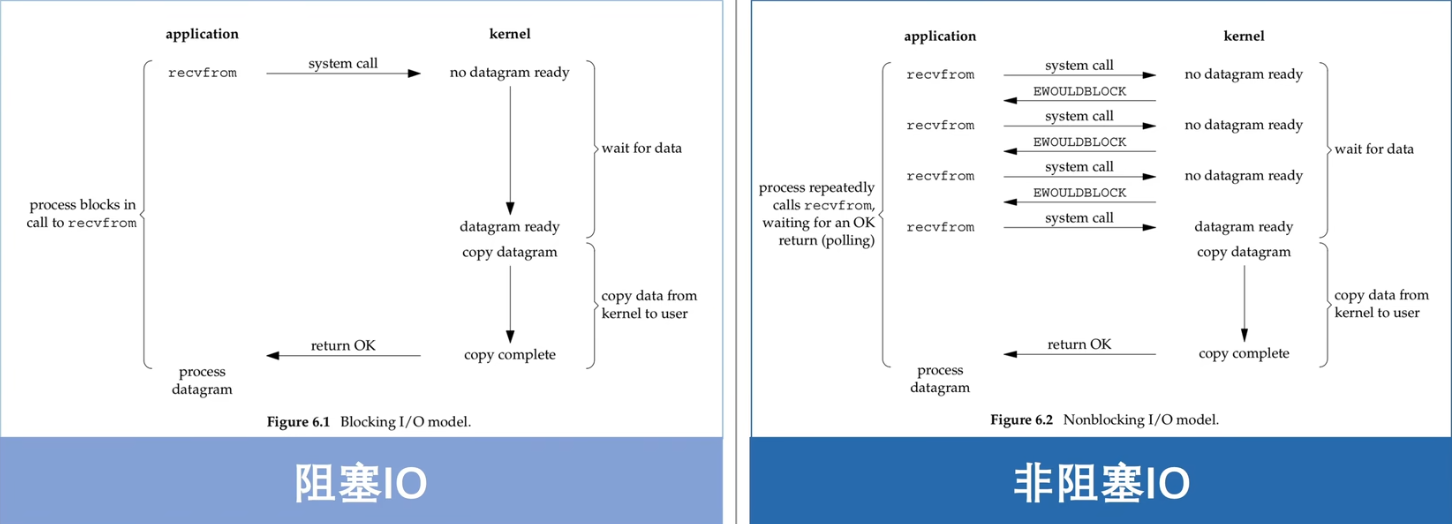 application kernel
recvfrom system call no datagram ready
wait for data
process blocks in
call to recvfrom
datagram ready
copy datagram
copy data from
kernel to user
return OK copy complete
process
datagram
Figure 6.1 Blocking I/O model.
阻塞IO
application kernel
recvfrom system call no datagram ready
EWOULDBLOCK
recvfrom system call no datagram ready
EWOULDBLOCK
wait for data
recvfrom system call no datagram ready
EWOULDBLOCK
process repeatedly
calls recvfrom,
waiting for an OK
return (polling)
recvfrom system call datagram ready
copy datagram
copy data from
kernel to user
return OK copy complete
process
datagram
Figure 6.2 Nonblocking I/O model.
非阻塞IO